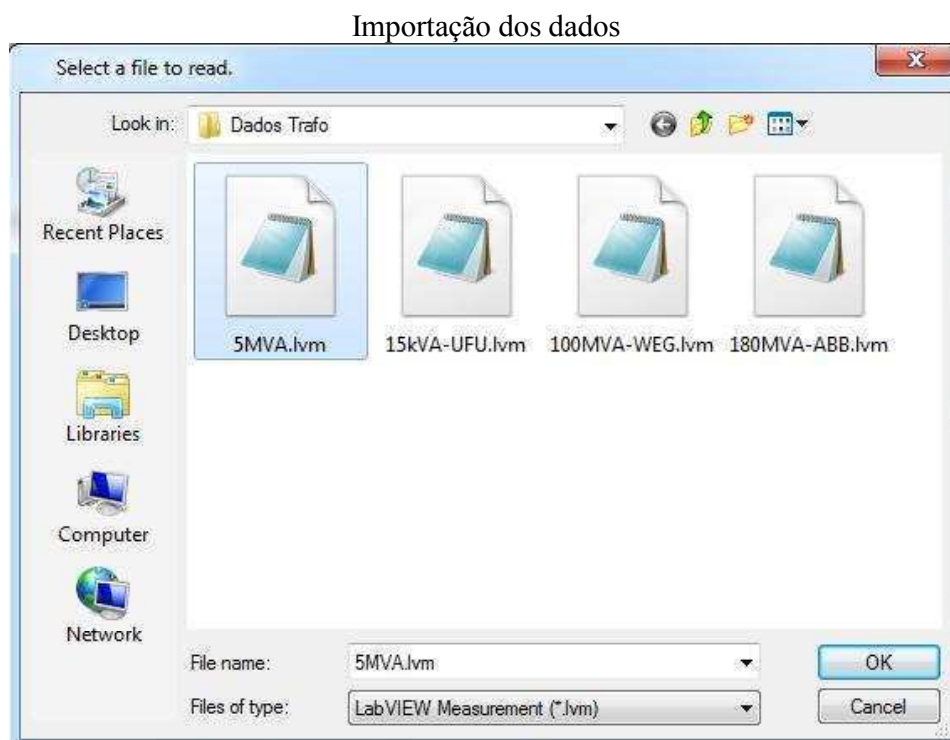 Importação dos dados
Select a file to read.
Look in: Dados Trafo
Recent Places
Desktop
Libraries
Computer
Network
5MVA.lvm 15kVA-UFU.lvm 100MVA-WEG.lvm 180MVA-ABB.lvm
File name: 5MVA.lvm OK
Files of type: LabVIEW Measurement (*.lvm) Cancel